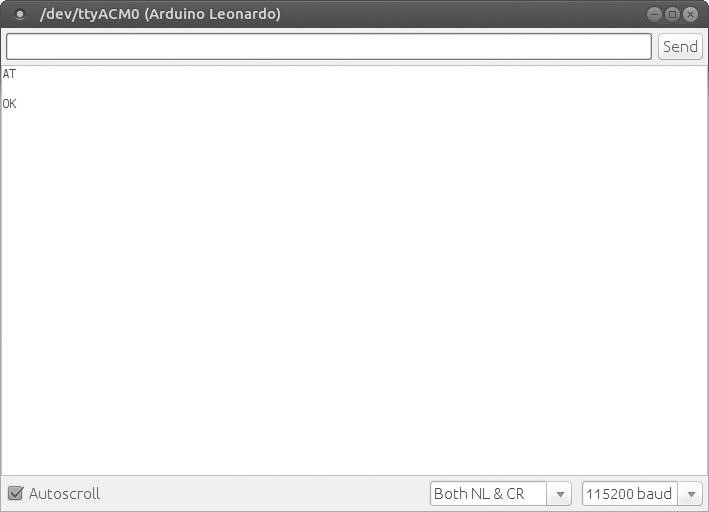 /dev/ttyACM0 (Arduino Leonardo)
Send
AT
OK
Autoscroll
Both NL & CR
115200 baud